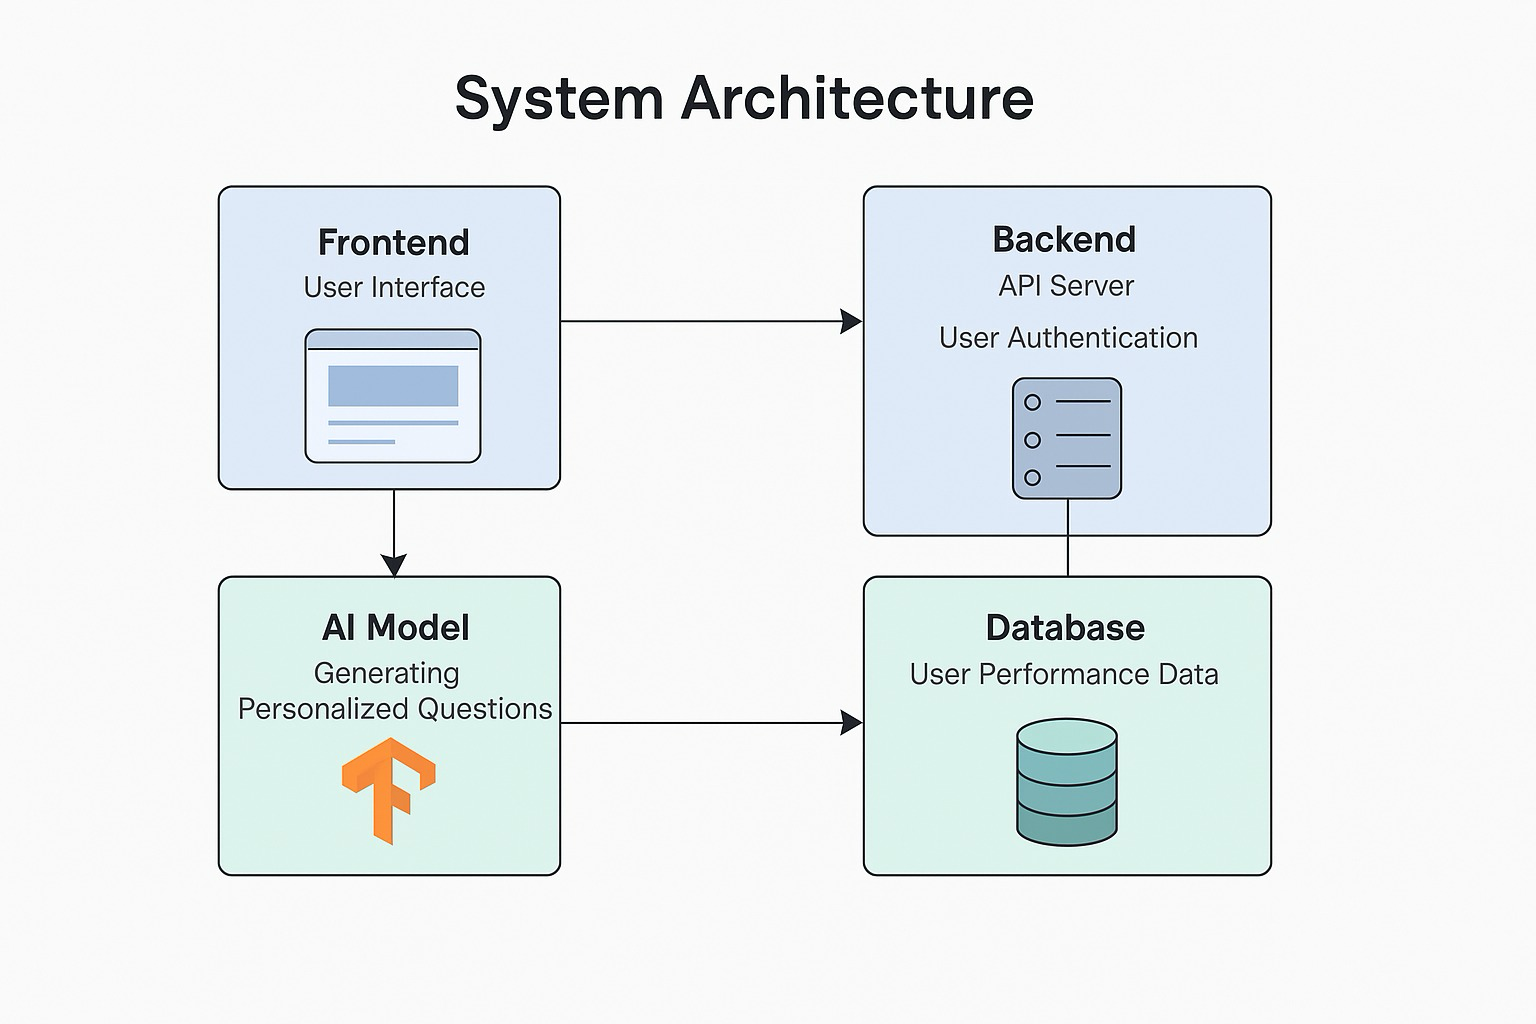 System Architecture
Frontend
User Interface
Backend
API Server
User Authentication
AI Model
Generating
Personalized Questions
Database
User Performance Data